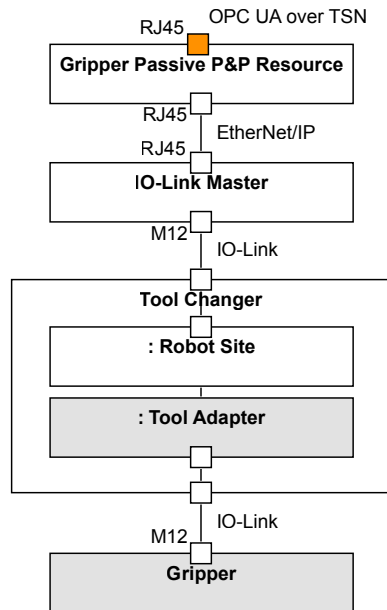 OPC UA over TSN
RJ45
Gripper Passive P&P Resource
RJ45
EtherNet/IP
RJ45
IO-Link Master
M12
IO-Link
Tool Changer
: Robot Site
: Tool Adapter
IO-Link
M12
Gripper